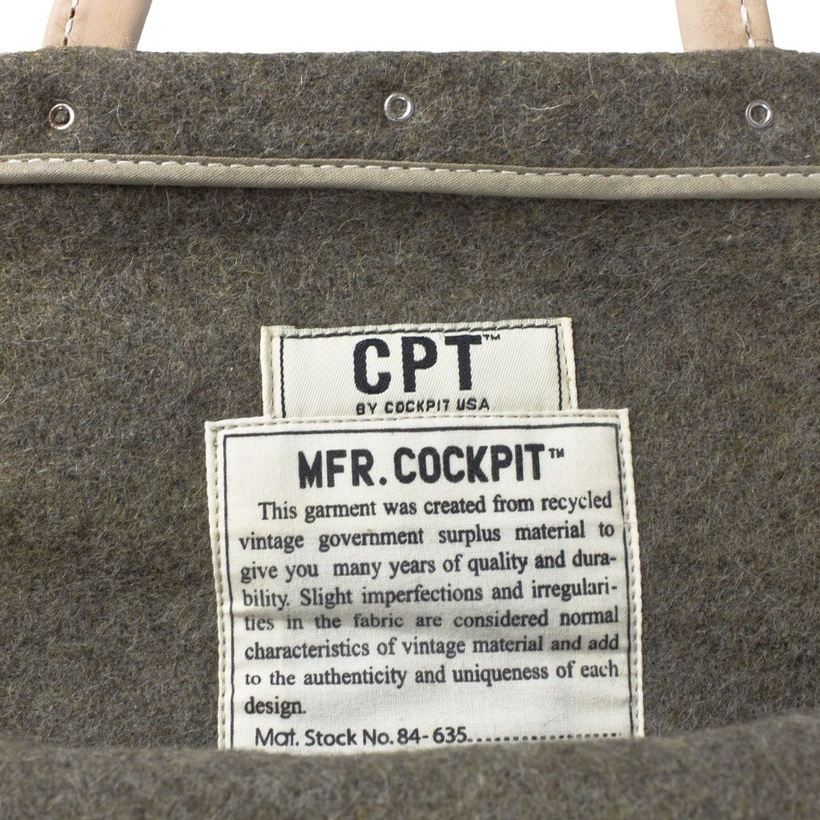 CPT™
BY COCKPIT USA
MFR. COCKPIT™
This garment was created from recycled
vintage government surplus material to
give you many years of quality and dura-
bility. Slight imperfections and irregulari-
ties in the fabric are considered normal
characteristics of vintage material and add
to the authenticity and uniqueness of each
design.
Mat. Stock No. 84-635..................